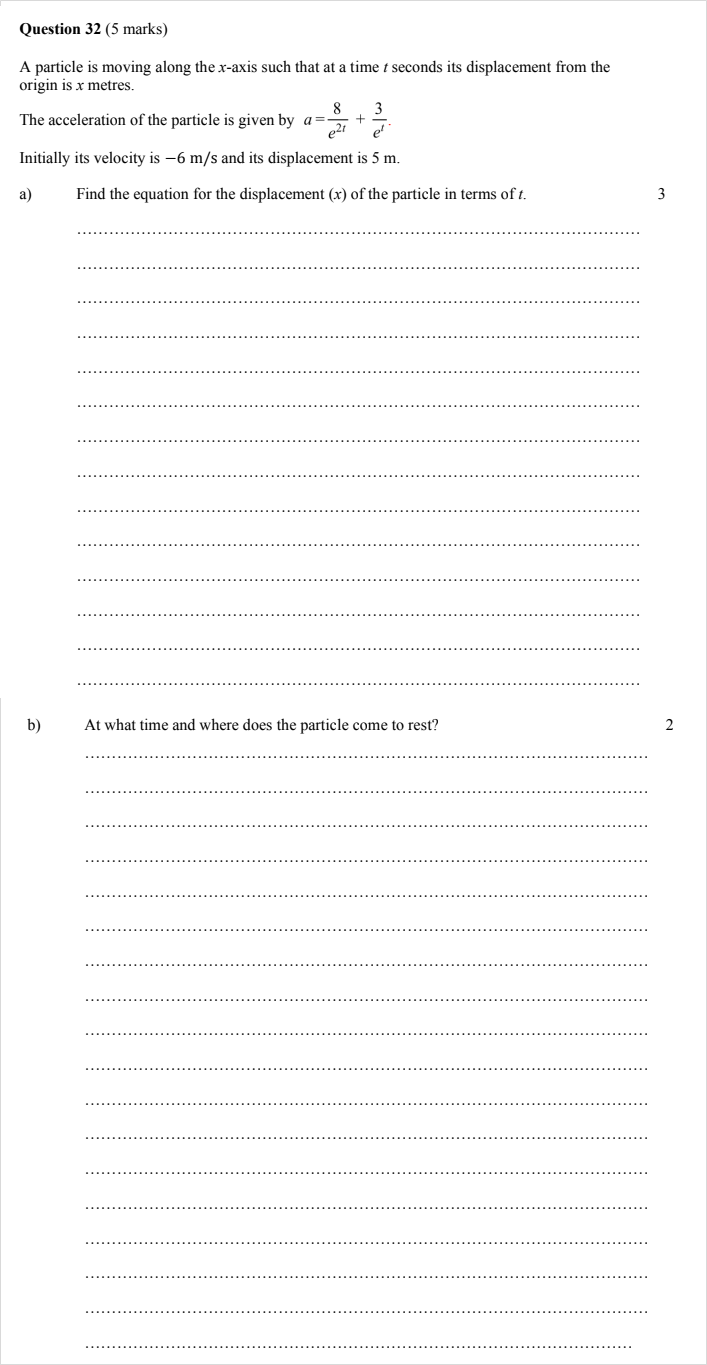 Question 32 (5 marks)
A particle is moving along the x-axis such that at a time t seconds its displacement from the
origin is x metres.
The acceleration of the particle is given by a = 8/e^{2t} + 3/e^t.
Initially its velocity is −6 m/s and its displacement is 5 m.
a) Find the equation for the displacement (x) of the particle in terms of t. 3
b) At what time and where does the particle come to rest? 2